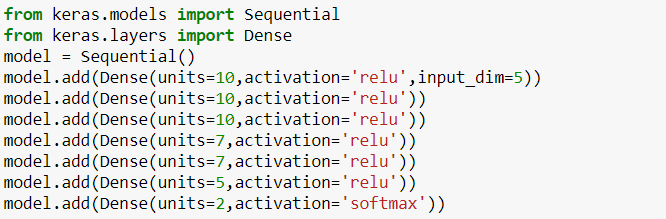 from keras.models import Sequential
from keras.layers import Dense
model = Sequential()
model.add(Dense(units=10,activation='relu',input_dim=5))
model.add(Dense(units=10,activation='relu'))
model.add(Dense(units=10,activation='relu'))
model.add(Dense(units=7,activation='relu'))
model.add(Dense(units=7,activation='relu'))
model.add(Dense(units=5,activation='relu'))
model.add(Dense(units=2,activation='softmax'))